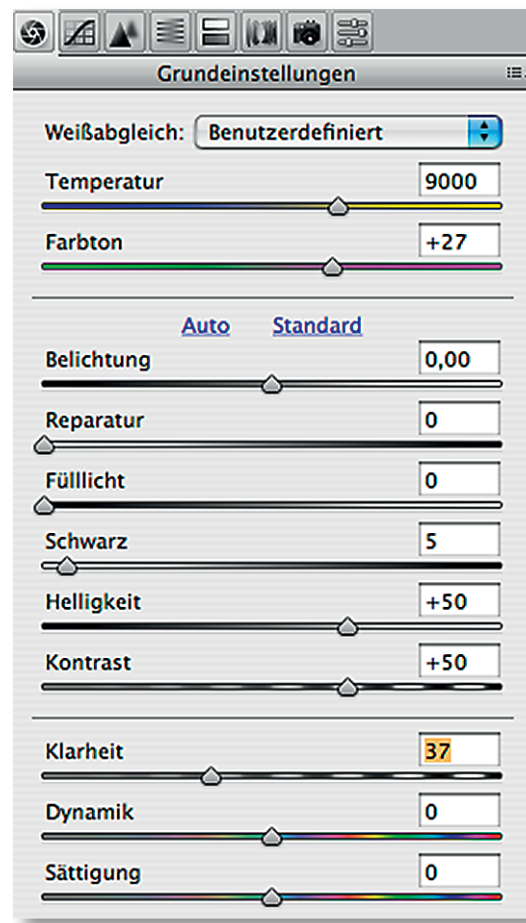 Grundeinstellungen
Weißabgleich: Benutzerdefiniert
Temperatur 9000
Farbton +27
Auto Standard
Belichtung 0,00
Reparatur 0
Fülllicht 0
Schwarz 5
Helligkeit +50
Kontrast +50
Klarheit 37
Dynamik 0
Sättigung 0